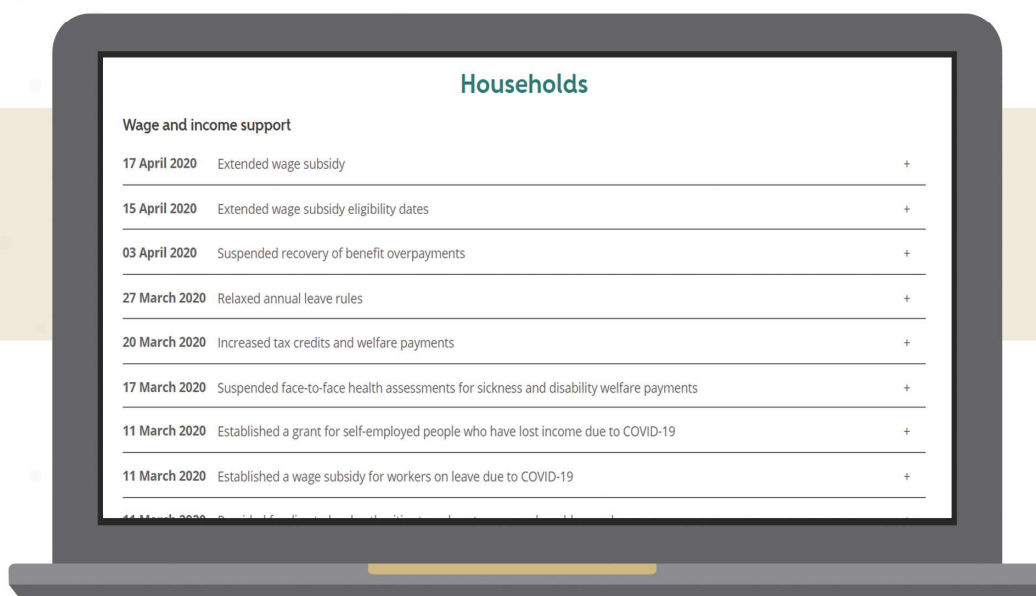 Households
Wage and income support
17 April 2020 Extended wage subsidy +
15 April 2020 Extended wage subsidy eligibility dates +
03 April 2020 Suspended recovery of benefit overpayments +
27 March 2020 Relaxed annual leave rules +
20 March 2020 Increased tax credits and welfare payments +
17 March 2020 Suspended face-to-face health assessments for sickness and disability welfare payments +
11 March 2020 Established a grant for self-employed people who have lost income due to COVID-19 +
11 March 2020 Established a wage subsidy for workers on leave due to COVID-19 +
11 March 2020